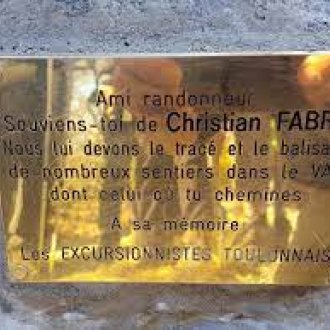 Ami randonneur
Souviens-toi de Christian FABR
Nous lui devons le tracé et le balisa
de nombreux sentiers dans le VA
dont celui où tu chemines
A sa mémoire
Les EXCURSIONNISTES TOULONNAIS